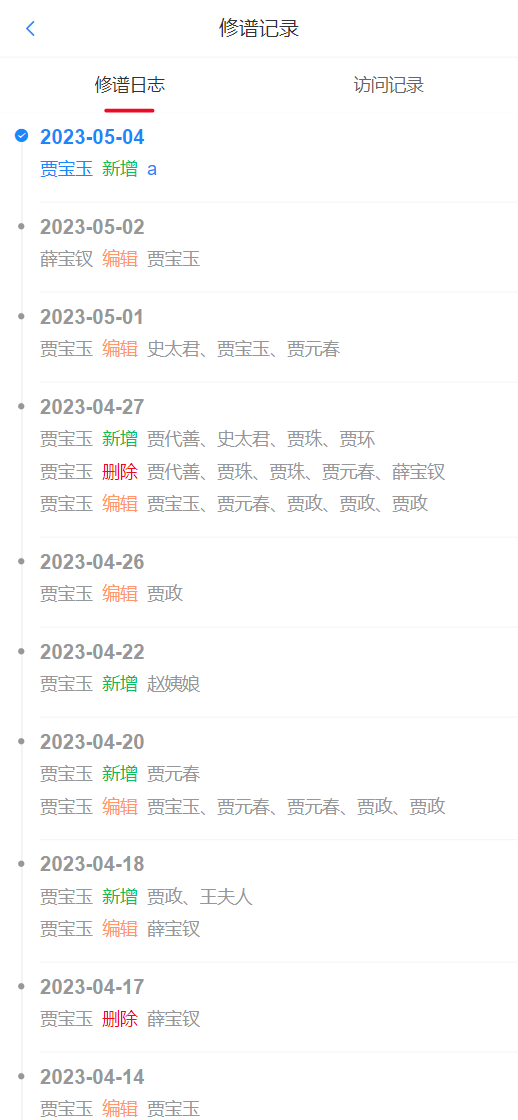 修谱记录
修谱日志 访问记录
2023-05-04
贾宝玉 新增 a
2023-05-02
薛宝钗 编辑 贾宝玉
2023-05-01
贾宝玉 编辑 史太君、贾宝玉、贾元春
2023-04-27
贾宝玉 新增 贾代善、史太君、贾珠、贾环
贾宝玉 删除 贾代善、贾珠、贾珠、贾元春、薛宝钗
贾宝玉 编辑 贾宝玉、贾元春、贾政、贾政、贾政
2023-04-26
贾宝玉 编辑 贾政
2023-04-22
贾宝玉 新增 赵姨娘
2023-04-20
贾宝玉 新增 贾元春
贾宝玉 编辑 贾宝玉、贾元春、贾元春、贾政、贾政
2023-04-18
贾宝玉 新增 贾政、王夫人
贾宝玉 编辑 薛宝钗
2023-04-17
贾宝玉 删除 薛宝钗
2023-04-14
贾宝玉 编辑 贾宝玉